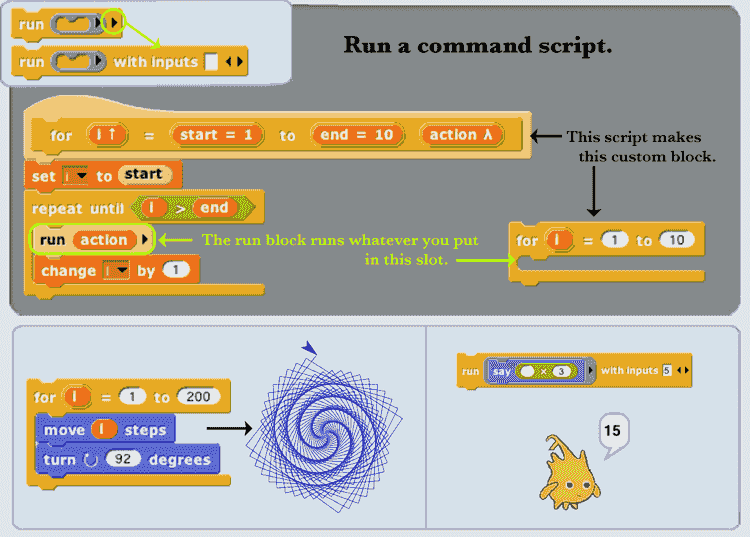 run
Run a command script.
run with inputs
for i ↑ = start = 1 to end = 10 action λ
This script makes
this custom block.
set i to start
repeat until i > end
run action
The run block runs whatever you put
in this slot.
change i by 1
for i = 1 to 10
for i = 1 to 200
move i steps
turn ↻ 92 degrees
run say × 3 with inputs 5
15